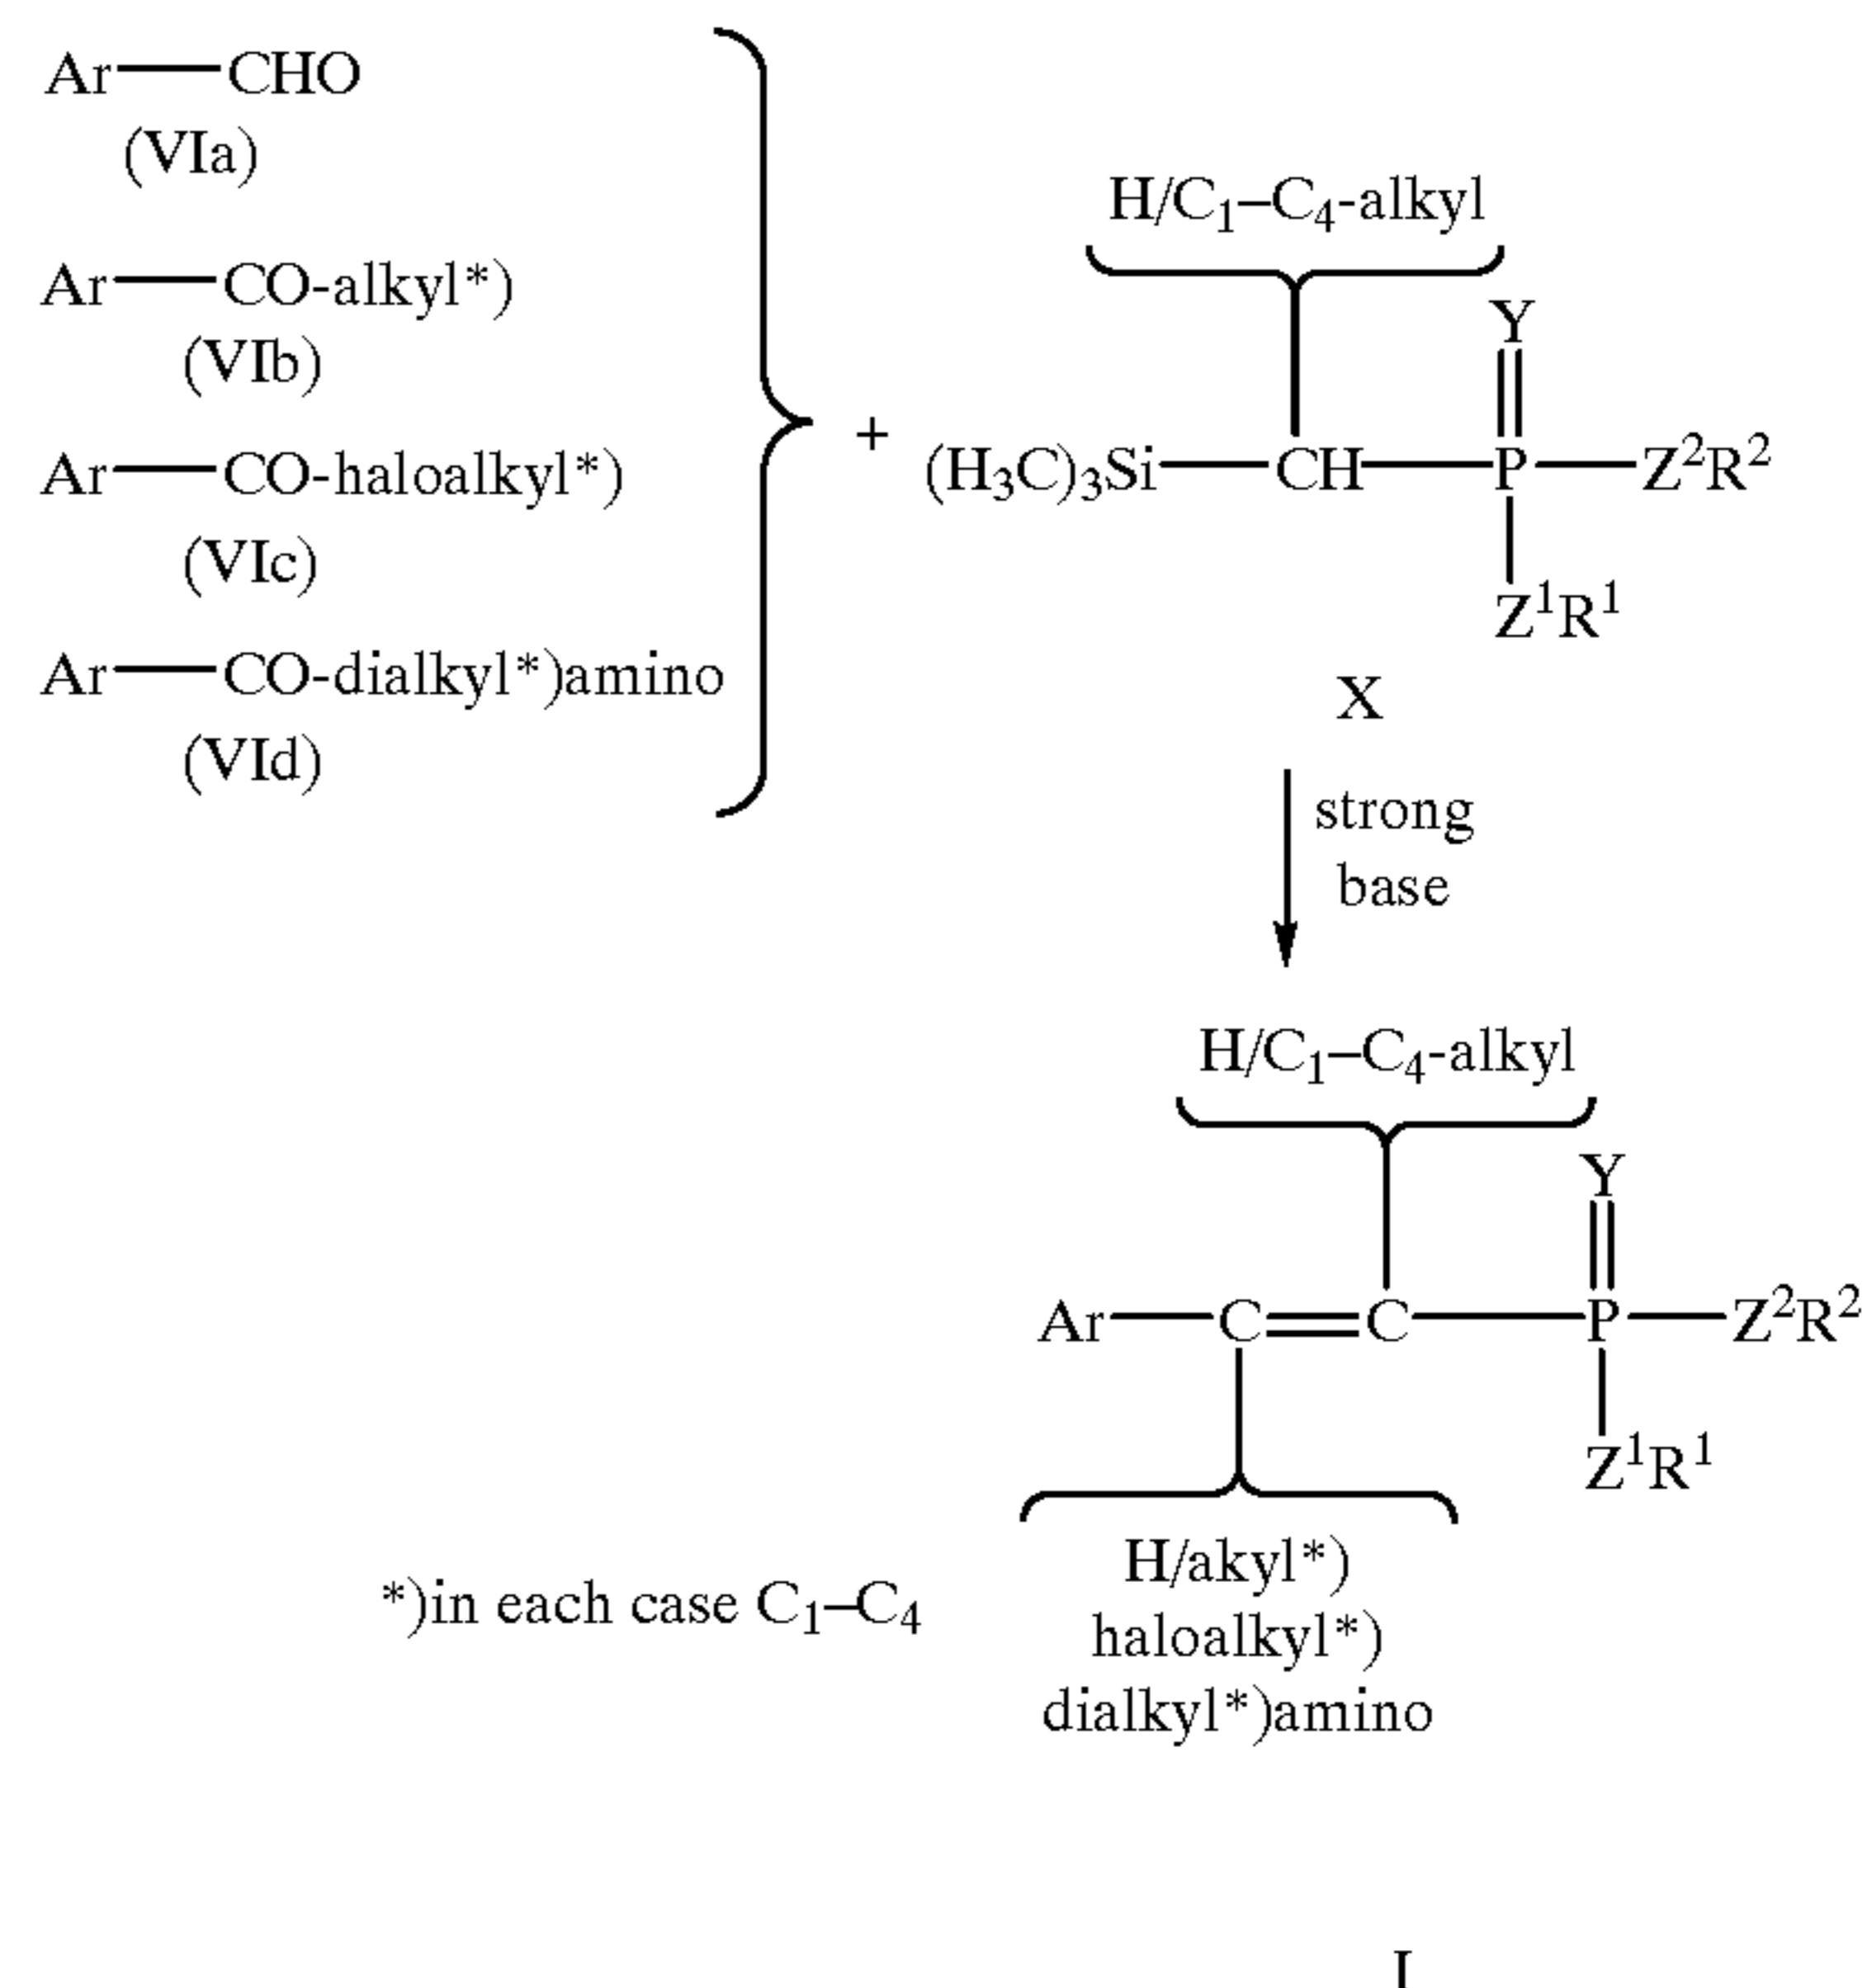 Ar—CHO
(VIa)
Ar—CO-alkyl*)
(VIb)
Ar—CO-haloalkyl*)
(VIc)
Ar—CO-dialkyl*)amino
(VId)
+
H/C₁–C₄-alkyl
Y
(H₃C)₃Si—CH—P—Z²R²
Z¹R¹
X
strong
base
H/C₁–C₄-alkyl
Y
Ar—C=C—P—Z²R²
Z¹R¹
H/akyl*)
haloalkyl*)
dialkyl*)amino
*)in each case C₁–C₄
I